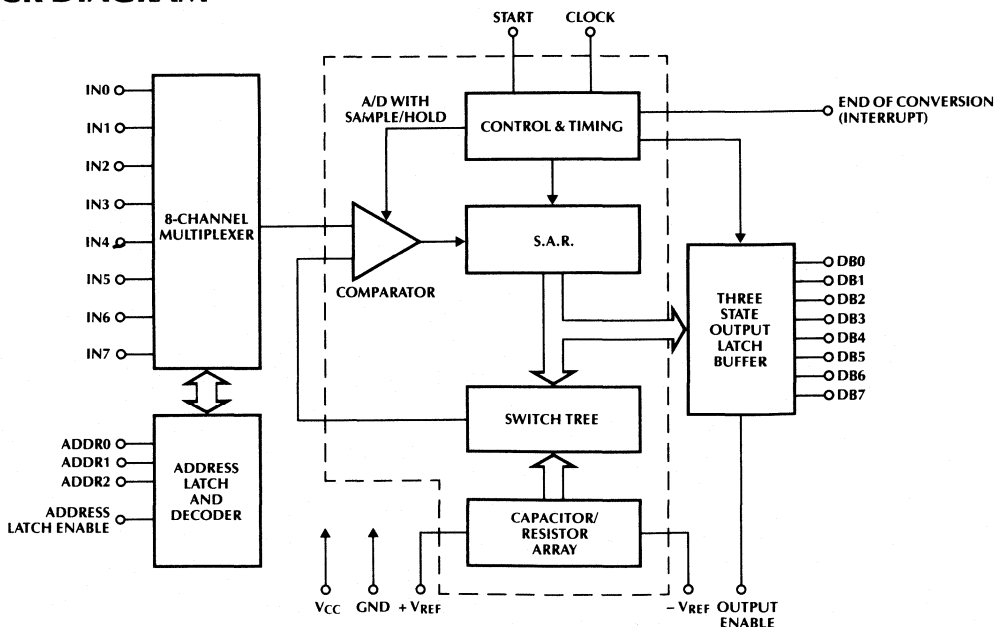 DIAGRAM
START
CLOCK
IN0
IN1
IN2
IN3
IN4
IN5
IN6
IN7
8-CHANNEL
MULTIPLEXER
A/D WITH
SAMPLE/HOLD
CONTROL & TIMING
END OF CONVERSION
(INTERRUPT)
S.A.R.
COMPARATOR
THREE
STATE
OUTPUT
LATCH
BUFFER
DB0
DB1
DB2
DB3
DB4
DB5
DB6
DB7
SWITCH TREE
ADDR0
ADDR1
ADDR2
ADDRESS
LATCH ENABLE
ADDRESS
LATCH
AND
DECODER
CAPACITOR/
RESISTOR
ARRAY
VCC
GND
+ VREF
– VREF
OUTPUT
ENABLE